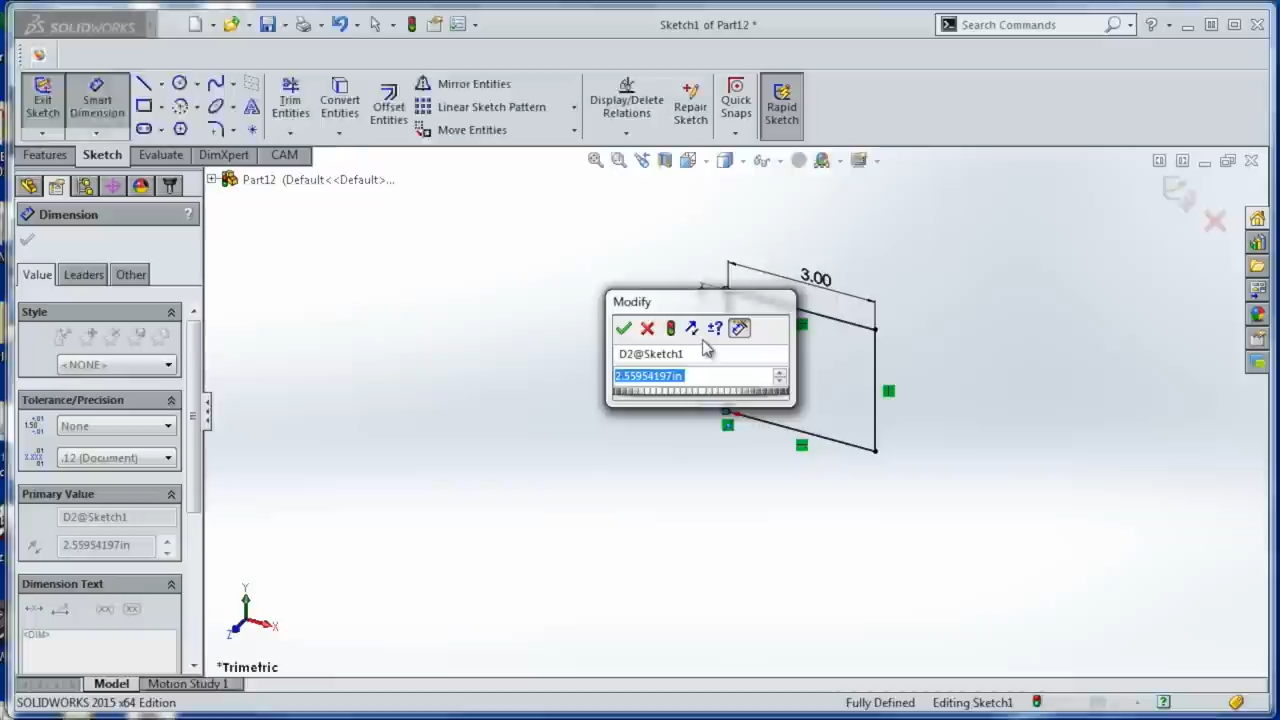 SOLIDWORKS
Sketch1 of Part12 *
Search Commands
Exit Sketch
Smart Dimension
Trim Entities
Convert Entities
Offset Entities
Mirror Entities
Linear Sketch Pattern
Move Entities
Display/Delete Relations
Repair Sketch
Quick Snaps
Rapid Sketch
Features
Sketch
Evaluate
DimXpert
CAM
Part12 (Default<<Default>...
Dimension
?
Value
Leaders
Other
Style
<NONE>
Tolerance/Precision
None
.12 (Document)
Primary Value
D2@Sketch1
2.55954197in
Dimension Text
<DIM>
3.00
Modify
D2@Sketch1
2.55954197in
Y
Z
X
*Trimetric
Model
Motion Study 1
SOLIDWORKS 2015 x64 Edition
Fully Defined
Editing Sketch1